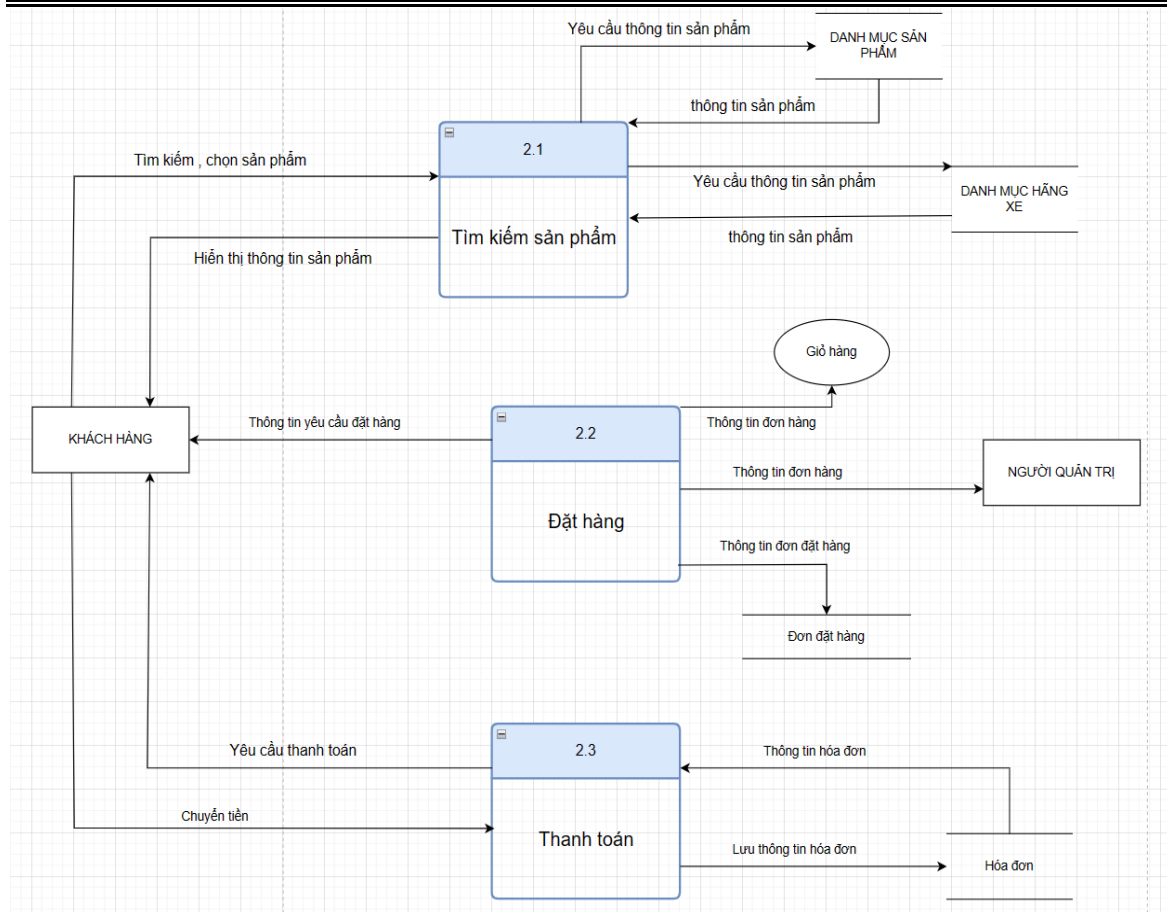 Yêu cầu thông tin sản phẩm
DANH MỤC SẢN
PHẨM
thông tin sản phẩm
2.1
Tìm kiếm , chọn sản phẩm
Yêu cầu thông tin sản phẩm
DANH MỤC HÃNG
XE
Tìm kiếm sản phẩm
thông tin sản phẩm
Hiển thị thông tin sản phẩm
Giỏ hàng
Thông tin yêu cầu đặt hàng
2.2
Thông tin đơn hàng
KHÁCH HÀNG
Thông tin đơn hàng
NGƯỜI QUẢN TRỊ
Đặt hàng
Thông tin đơn đặt hàng
Đơn đặt hàng
Yêu cầu thanh toán
2.3
Thông tin hóa đơn
Chuyển tiền
Thanh toán
Lưu thông tin hóa đơn
Hóa đơn